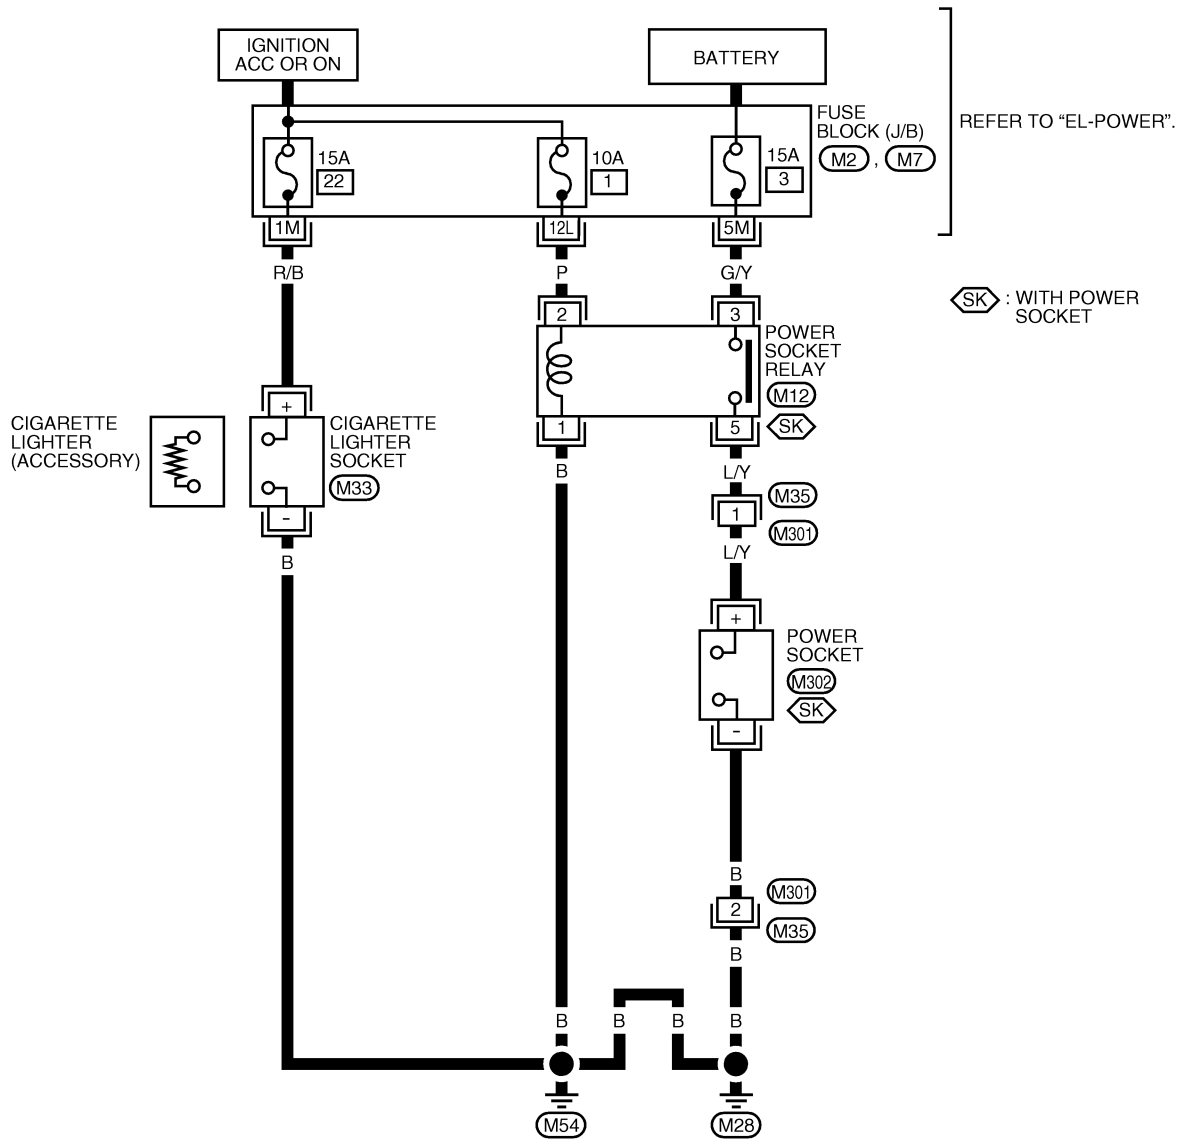 IGNITION
ACC OR ON
BATTERY
FUSE
BLOCK (J/B)
M2 , M7
REFER TO “EL-POWER”.
15A
22
10A
1
15A
3
1M
12L
5M
R/B
P
G/Y
SK : WITH POWER
SOCKET
2
3
POWER
SOCKET
RELAY
M12
SK
1
5
+
CIGARETTE
LIGHTER
(ACCESSORY)
CIGARETTE
LIGHTER
SOCKET
M33
-
B
B
L/Y
M35
1
M301
L/Y
+
POWER
SOCKET
M302
SK
-
B
M301
2
M35
B
B
B
B
B
M54
M28